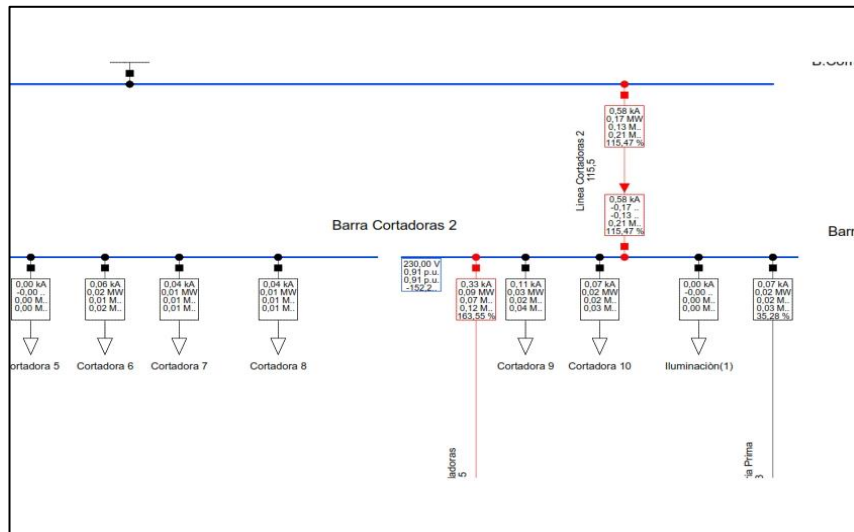 0,58 kA
0,17 MW
0,13 M..
0,21 M..
115,47 %
Linea Cortadoras 2
115,5
0,58 kA
-0,17 ..
-0,13 ..
0,21 M..
115,47 %
Barra Cortadoras 2
Barr
230,00 V
0,91 p.u.
0,91 p.u.
-152,2..
0,00 kA
-0,00 ..
0,00 M..
0,00 M..
0,06 kA
0,02 MW
0,01 M..
0,02 M..
0,04 kA
0,01 MW
0,01 M..
0,01 M..
0,04 kA
0,01 MW
0,01 M..
0,01 M..
0,33 kA
0,09 MW
0,07 M..
0,12 M..
163,55 %
0,11 kA
0,03 MW
0,02 M..
0,04 M..
0,07 kA
0,02 MW
0,02 M..
0,03 M..
0,00 kA
-0,00 ..
0,00 M..
0,00 M..
0,07 kA
0,02 MW
0,02 M..
0,03 M..
35,28 %
ortadora 5
Cortadora 6
Cortadora 7
Cortadora 8
Cortadora 9
Cortadora 10
Iluminaciòn(1)
ladoras
5
ria Prima